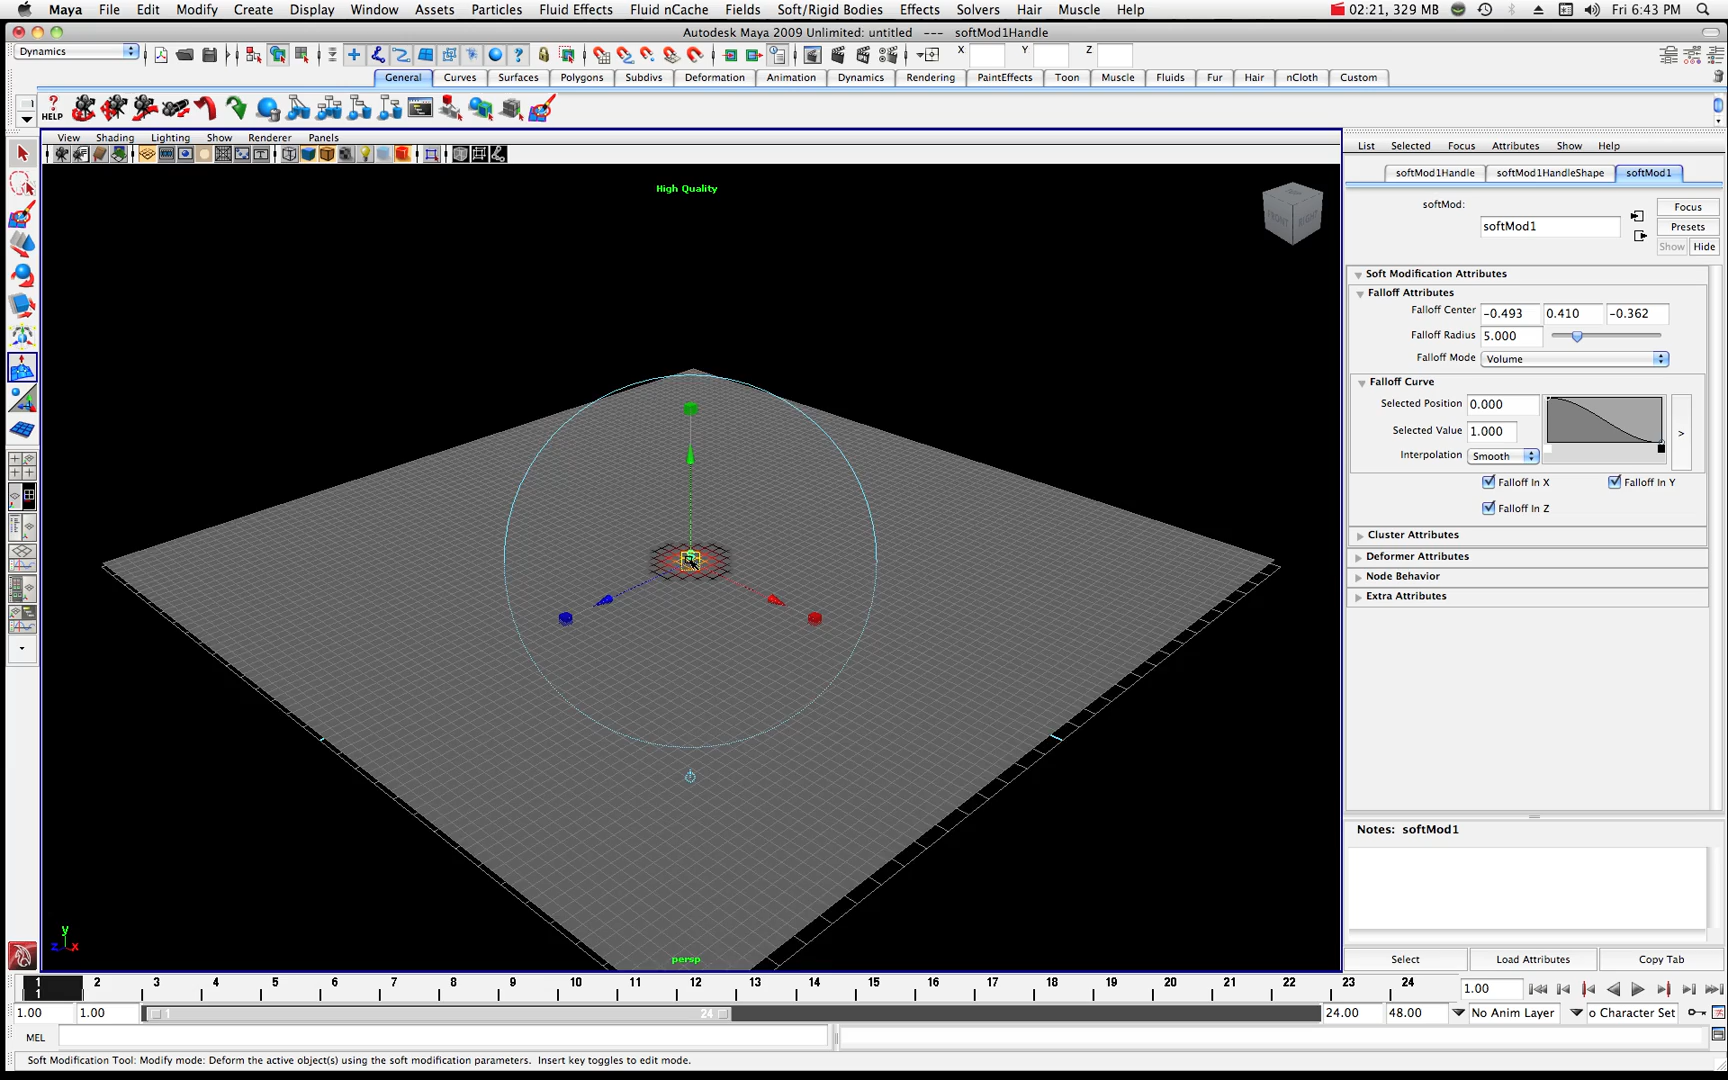 Maya File Edit Modify Create Display Window Assets Particles Fluid Effects Fluid nCache Fields Soft/Rigid Bodies Effects Solvers Hair Muscle Help 02:21, 329 MB Fri 6:43 PM
Autodesk Maya 2009 Unlimited: untitled --- softMod1Handle
Dynamics X Y Z
General Curves Surfaces Polygons Subdivs Deformation Animation Dynamics Rendering PaintEffects Toon Muscle Fluids Fur Hair nCloth Custom
HELP
View Shading Lighting Show Renderer Panels
List Selected Focus Attributes Show Help
High Quality
softMod1Handle softMod1HandleShape softMod1
softMod:
softMod1
Focus
Presets
Show Hide
FRONT RIGHT
Soft Modification Attributes
Falloff Attributes
Falloff Center -0.493 0.410 -0.362
Falloff Radius 5.000
Falloff Mode Volume
Falloff Curve
Selected Position 0.000
Selected Value 1.000 >
Interpolation Smooth
Falloff In X Falloff In Y
Falloff In Z
Cluster Attributes
Deformer Attributes
Node Behavior
Extra Attributes
Notes: softMod1
y
z x
persp
Select Load Attributes Copy Tab
1 2 3 4 5 6 7 8 9 10 11 12 13 14 15 16 17 18 19 20 21 22 23 24
1 1.00
1.00 1.00 1 24 24.00 48.00 No Anim Layer o Character Set
MEL
Soft Modification Tool: Modify mode: Deform the active object(s) using the soft modification parameters. Insert key toggles to edit mode.